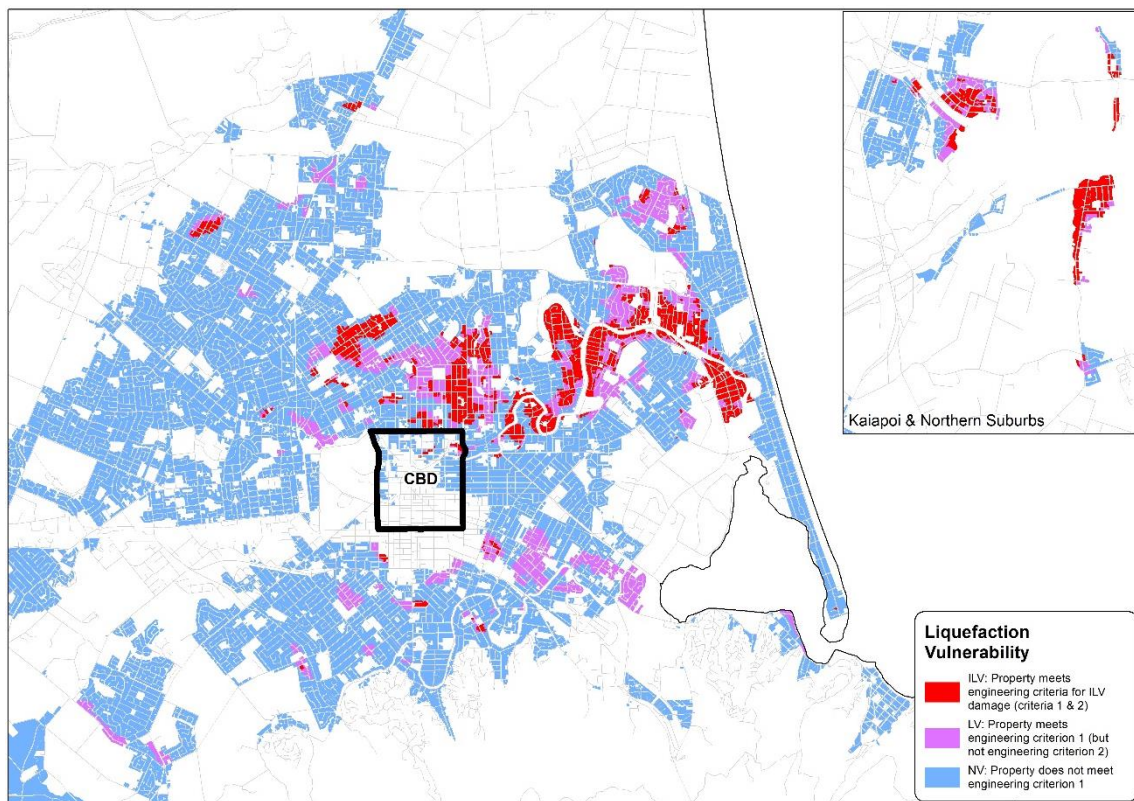 Kaiapoi & Northern Suburbs
CBD
Liquefaction
Vulnerability
ILV: Property meets
engineering criteria for ILV
damage (criteria 1 & 2)
LV: Property meets
engineering criterion 1 (but
not engineering criterion 2)
NV: Property does not meet
engineering criterion 1